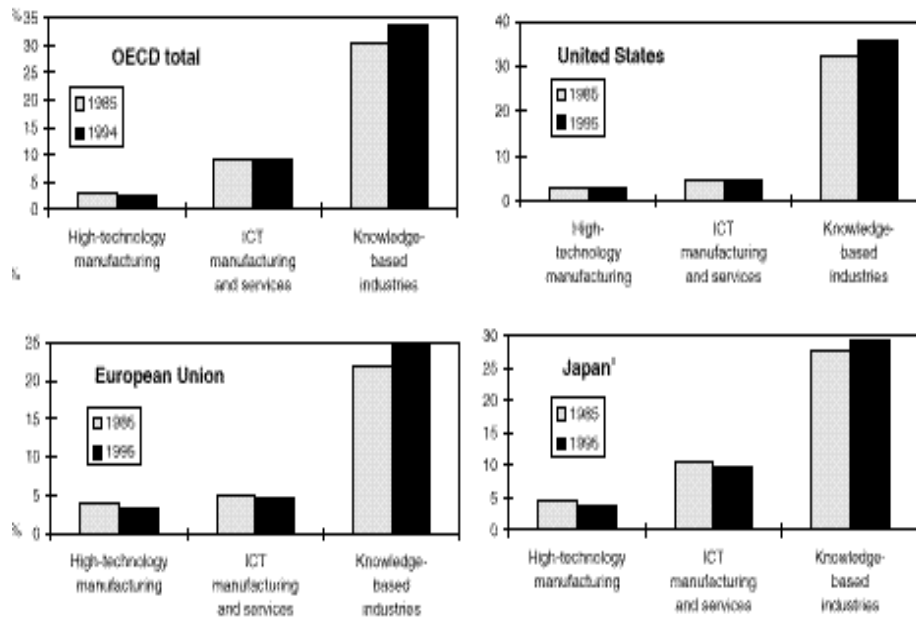 %
35
30
25
20
15
10
5
0
OECD total
1985
1994
High-technology
manufacturing
ICT
manufacturing
and services
Knowledge-
based
industries
%
40
30
20
10
0
United States
1985
1995
High-
technology
manufacturing
ICT
manufacturing
and services
Knowledge-
based
industries
%
25
20
15
10
5
0
European Union
1985
1995
%
High-technology
manufacturing
ICT
manufacturing
and services
Knowledge-
based
industries
30
25
20
15
10
5
0
Japan¹
1985
1995
High-technology
manufacturing
ICT
manufacturing
and services
Knowledge-
based
industries